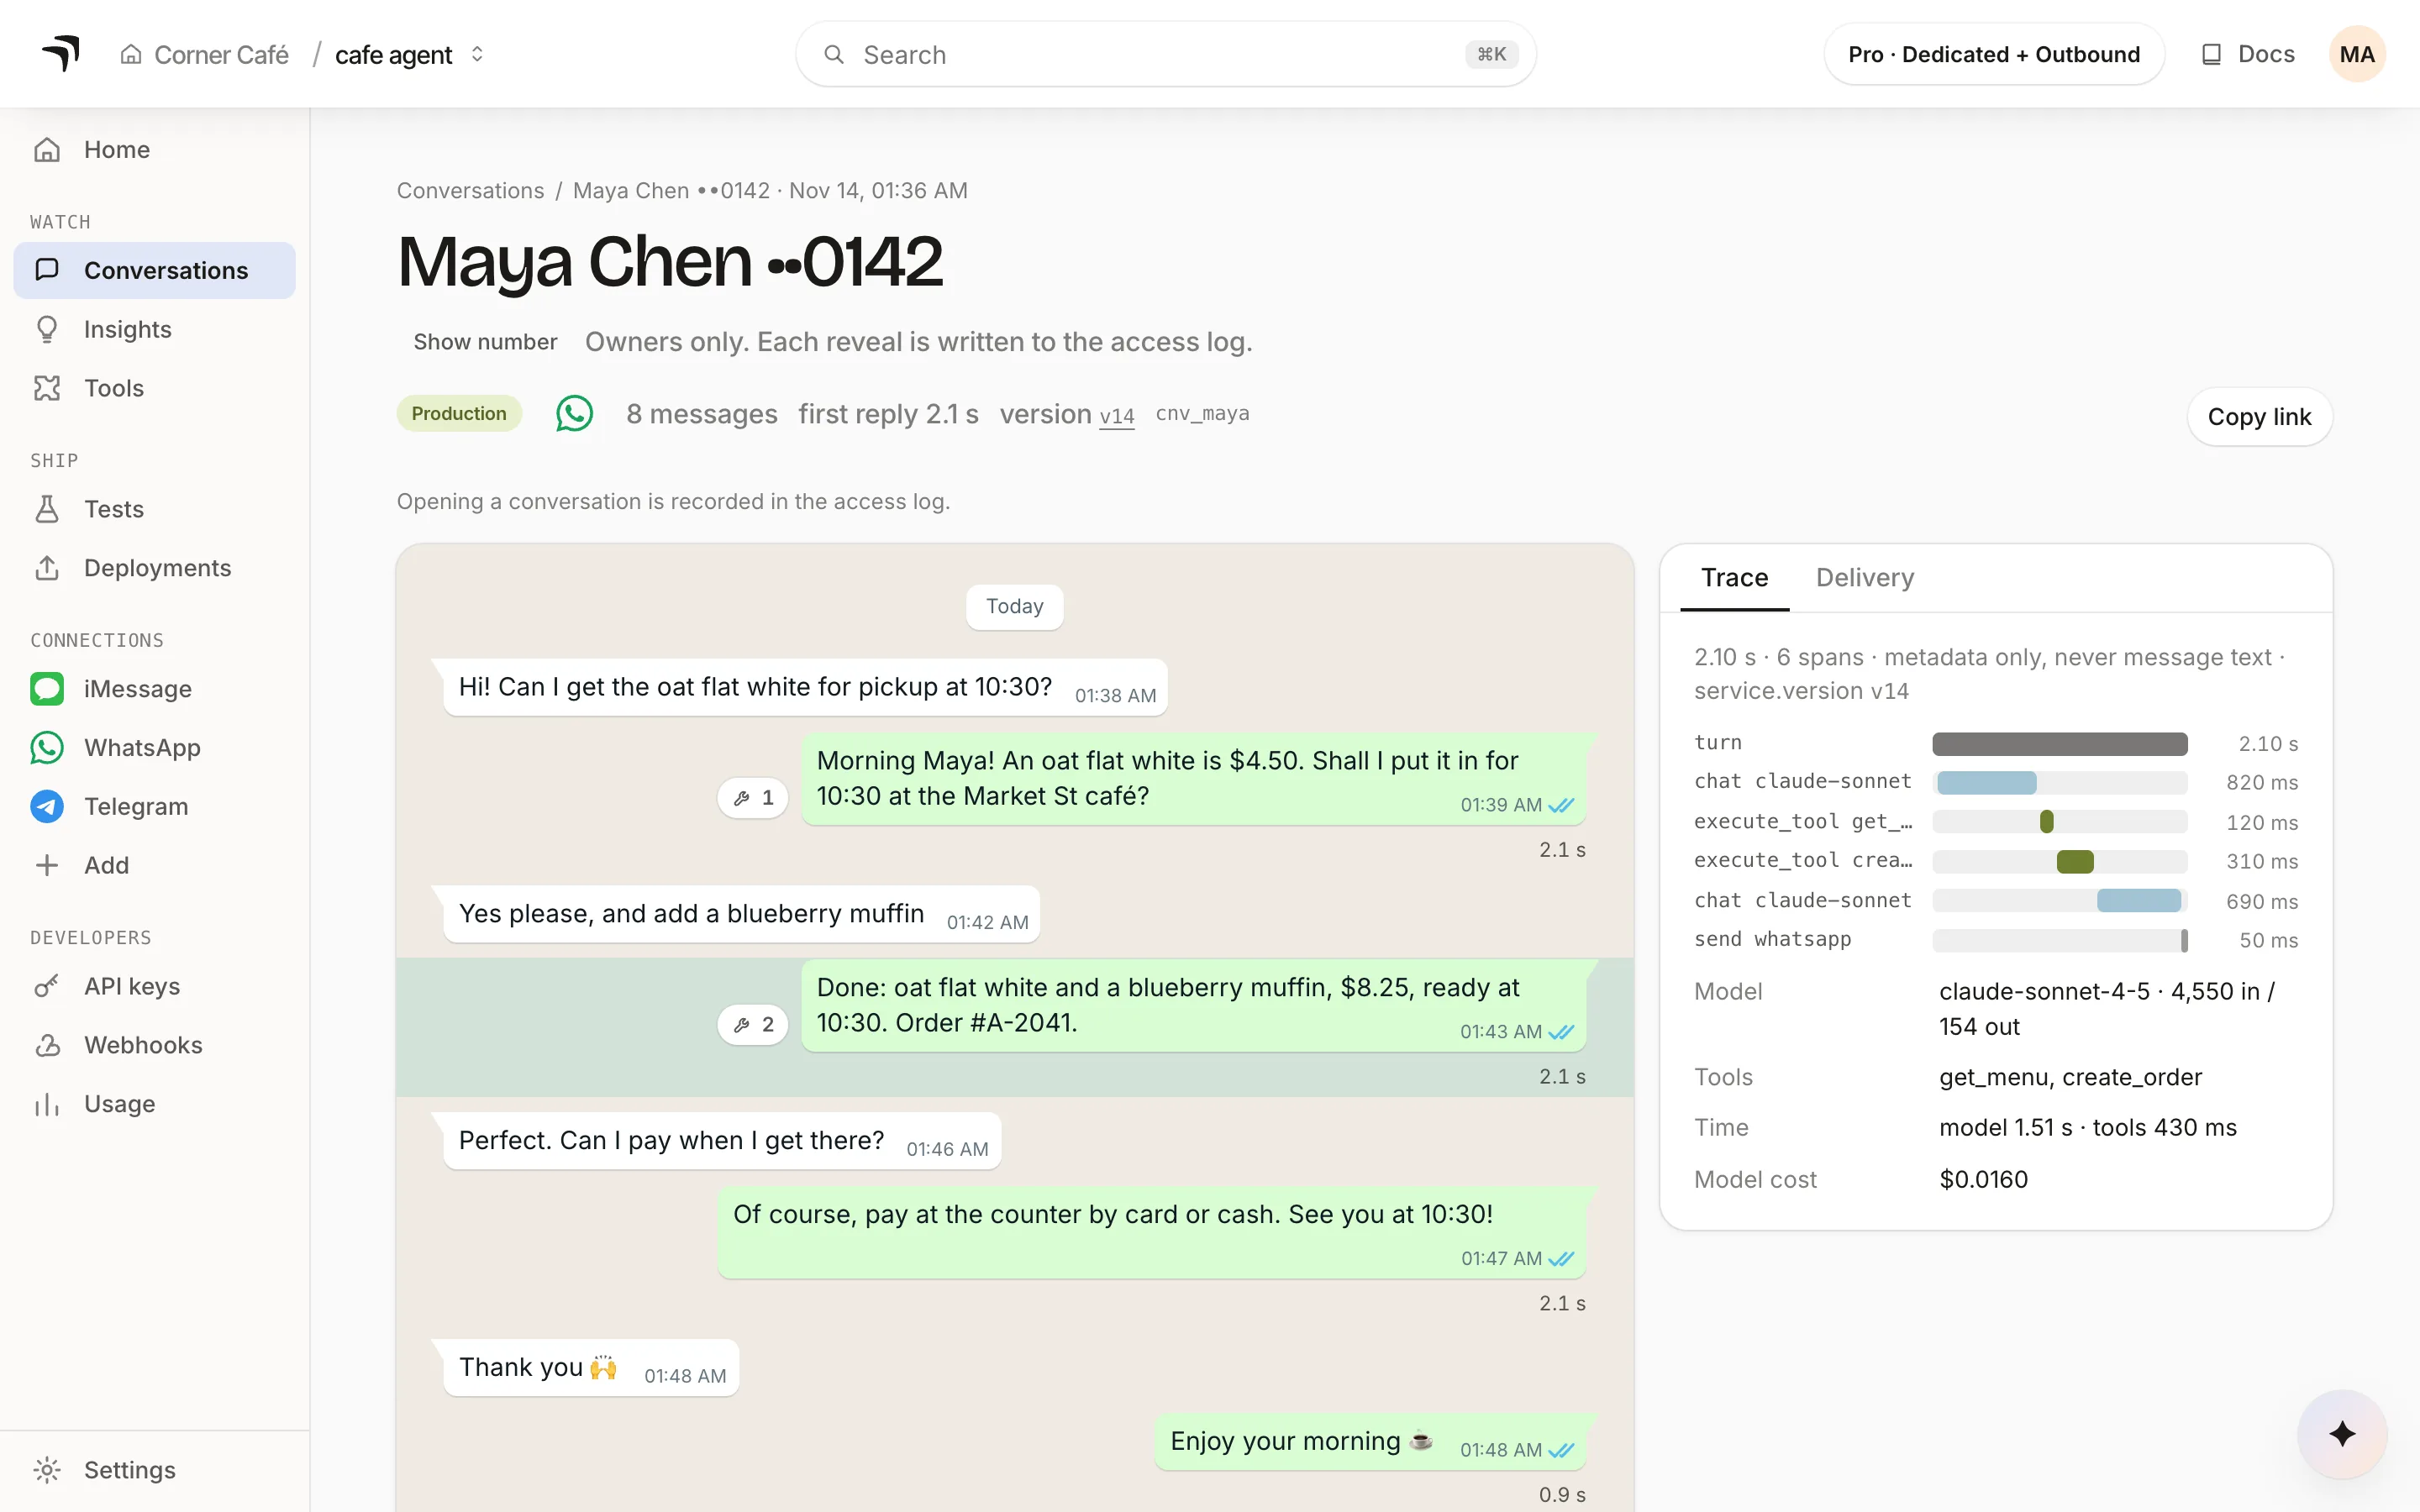 Corner Café / cafe agent
Search ⌘K
Pro · Dedicated + Outbound
Docs
MA
Home
WATCH
Conversations
Insights
Tools
SHIP
Tests
Deployments
CONNECTIONS
iMessage
WhatsApp
Telegram
Add
DEVELOPERS
API keys
Webhooks
Usage
Settings
Conversations / Maya Chen ••0142 · Nov 14, 01:36 AM
Maya Chen ••0142
Show number Owners only. Each reveal is written to the access log.
Production 8 messages first reply 2.1 s version v14 cnv_maya
Copy link
Opening a conversation is recorded in the access log.
Today
Hi! Can I get the oat flat white for pickup at 10:30? 01:38 AM
Morning Maya! An oat flat white is $4.50. Shall I put it in for
10:30 at the Market St café? 01:39 AM
1
2.1 s
Yes please, and add a blueberry muffin 01:42 AM
Done: oat flat white and a blueberry muffin, $8.25, ready at
10:30. Order #A-2041. 01:43 AM
2
2.1 s
Perfect. Can I pay when I get there? 01:46 AM
Of course, pay at the counter by card or cash. See you at 10:30!
01:47 AM
2.1 s
Thank you 🙌 01:48 AM
Enjoy your morning ☕ 01:48 AM
0.9 s
Trace Delivery
2.10 s · 6 spans · metadata only, never message text ·
service.version v14
turn 2.10 s
chat claude-sonnet 820 ms
execute_tool get_… 120 ms
execute_tool crea… 310 ms
chat claude-sonnet 690 ms
send whatsapp 50 ms
Model claude-sonnet-4-5 · 4,550 in /
154 out
Tools get_menu, create_order
Time model 1.51 s · tools 430 ms
Model cost $0.0160